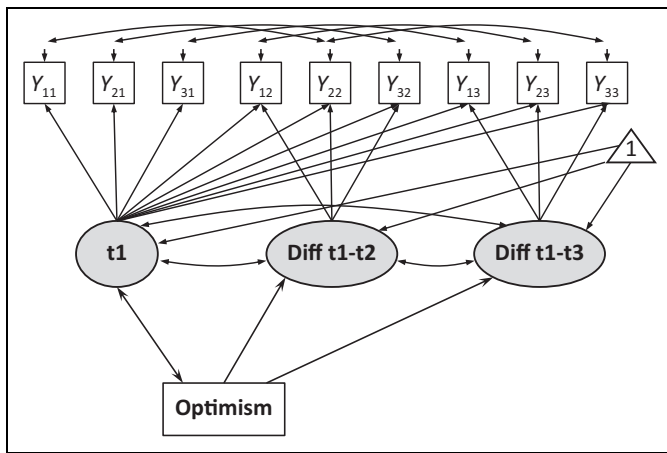 Y₁₁ Y₂₁ Y₃₁ Y₁₂ Y₂₂ Y₃₂ Y₁₃ Y₂₃ Y₃₃
1
t1 Diff t1-t2 Diff t1-t3
Optimism